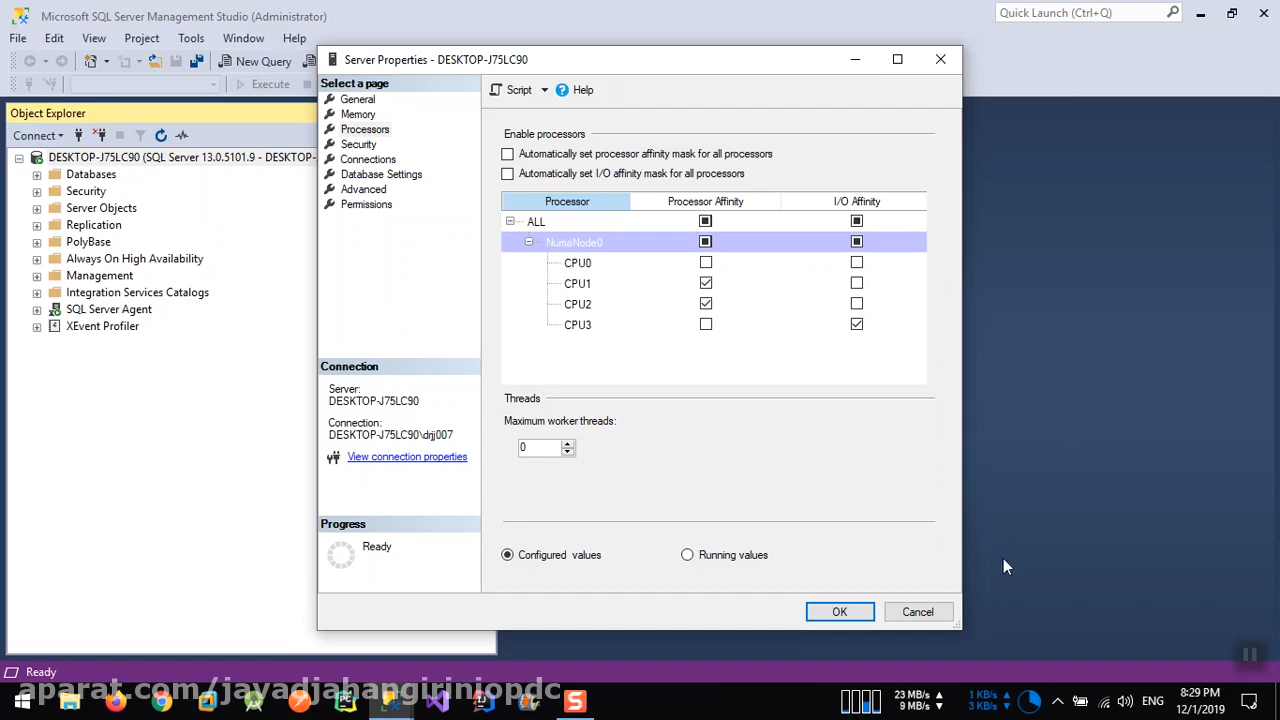 Microsoft SQL Server Management Studio (Administrator)
Quick Launch (Ctrl+Q)
File Edit View Project Tools Window Help
New Query
Execute
Object Explorer
Connect
DESKTOP-J75LC90 (SQL Server 13.0.5101.9 - DESKTOP-
Databases
Security
Server Objects
Replication
PolyBase
Always On High Availability
Management
Integration Services Catalogs
SQL Server Agent
XEvent Profiler
Server Properties - DESKTOP-J75LC90
Select a page
General
Memory
Processors
Security
Connections
Database Settings
Advanced
Permissions
Connection
Server:
DESKTOP-J75LC90
Connection:
DESKTOP-J75LC90\drjj007
View connection properties
Progress
Ready
Script Help
Enable processors
Automatically set processor affinity mask for all processors
Automatically set I/O affinity mask for all processors
Processor Processor Affinity I/O Affinity
ALL
NumaNode0
CPU0
CPU1
CPU2
CPU3
Threads
Maximum worker threads:
0
Configured values Running values
OK Cancel
Ready
aparat.com/javadjahangiriniopdc
23 MB/s
9 MB/s
1 KB/s
3 KB/s
ENG
8:29 PM
12/1/2019